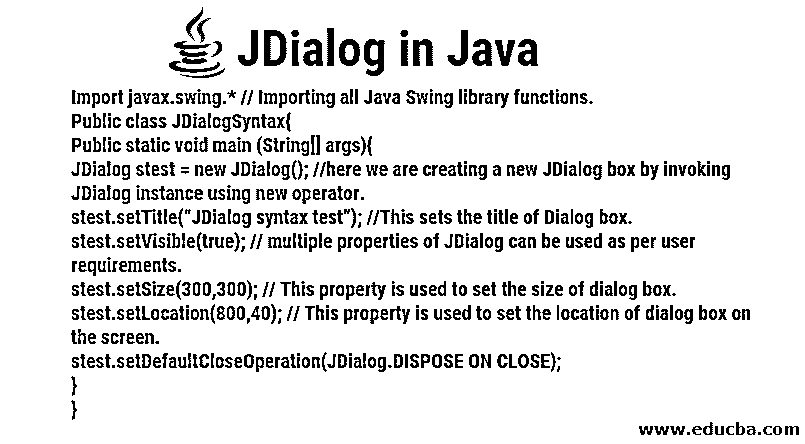 JDialog in Java
Import javax.swing.* // Importing all Java Swing library functions.
Public class JDialogSyntax{
Public static void main (String[] args){
JDialog stest = new JDialog(); //here we are creating a new JDialog box by invoking
JDialog instance using new operator.
stest.setTitle("JDialog syntax test"); //This sets the title of Dialog box.
stest.setVisible(true); // multiple properties of JDialog can be used as per user
requirements.
stest.setSize(300,300); // This property is used to set the size of dialog box.
stest.setLocation(800,40); // This property is used to set the location of dialog box on
the screen.
stest.setDefaultCloseOperation(JDialog.DISPOSE ON CLOSE);
}
}
www.educba.com